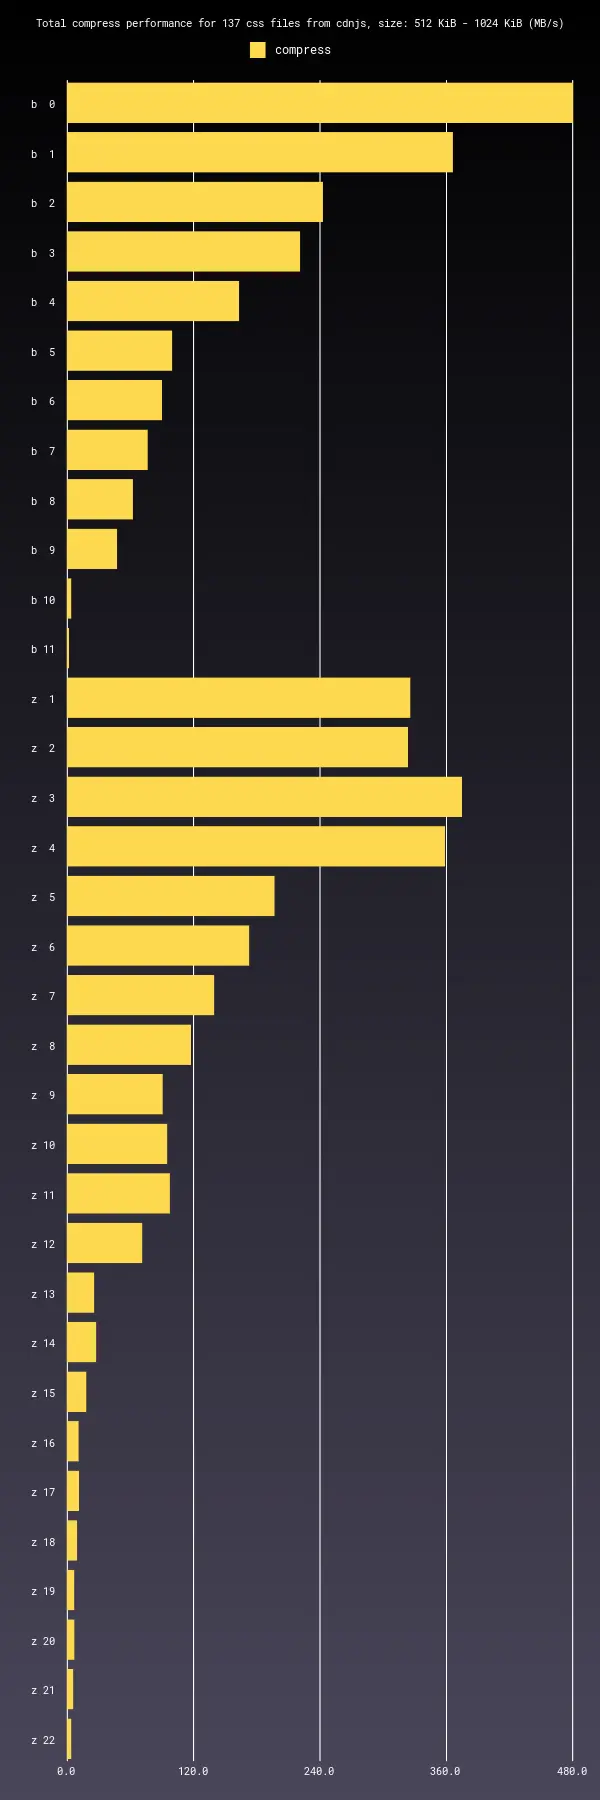 Total compress performance for 137 css files from cdnjs, size: 512 KiB - 1024 KiB (MB/s)
compress
b 0
b 1
b 2
b 3
b 4
b 5
b 6
b 7
b 8
b 9
b 10
b 11
z 1
z 2
z 3
z 4
z 5
z 6
z 7
z 8
z 9
z 10
z 11
z 12
z 13
z 14
z 15
z 16
z 17
z 18
z 19
z 20
z 21
z 22
0.0 120.0 240.0 360.0 480.0